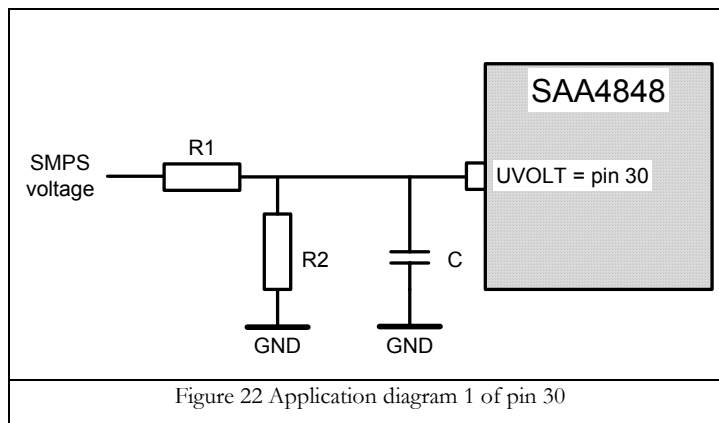 SAA4848
R1
SMPS
voltage
UVOLT = pin 30
R2
C
GND
GND
Figure 22 Application diagram 1 of pin 30